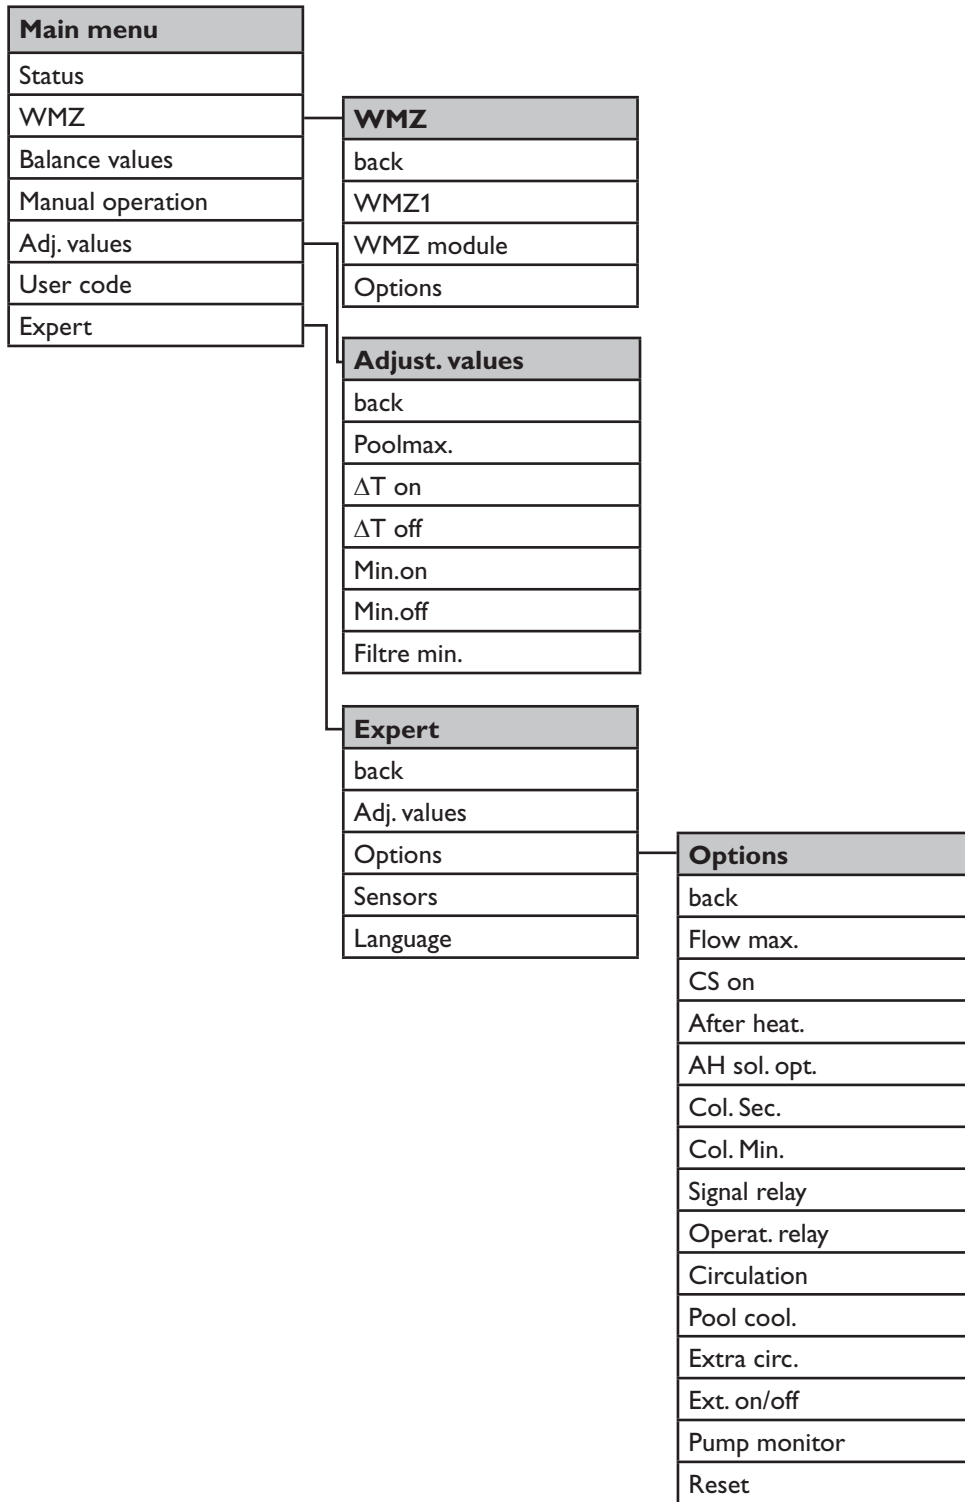 Main menu
Status
WMZ
Balance values
Manual operation
Adj. values
User code
Expert
WMZ
back
WMZ1
WMZ module
Options
Adjust. values
back
Poolmax.
ΔT on
ΔT off
Min.on
Min.off
Filtre min.
Expert
back
Adj. values
Options
Sensors
Language
Options
back
Flow max.
CS on
After heat.
AH sol. opt.
Col. Sec.
Col. Min.
Signal relay
Operat. relay
Circulation
Pool cool.
Extra circ.
Ext. on/off
Pump monitor
Reset